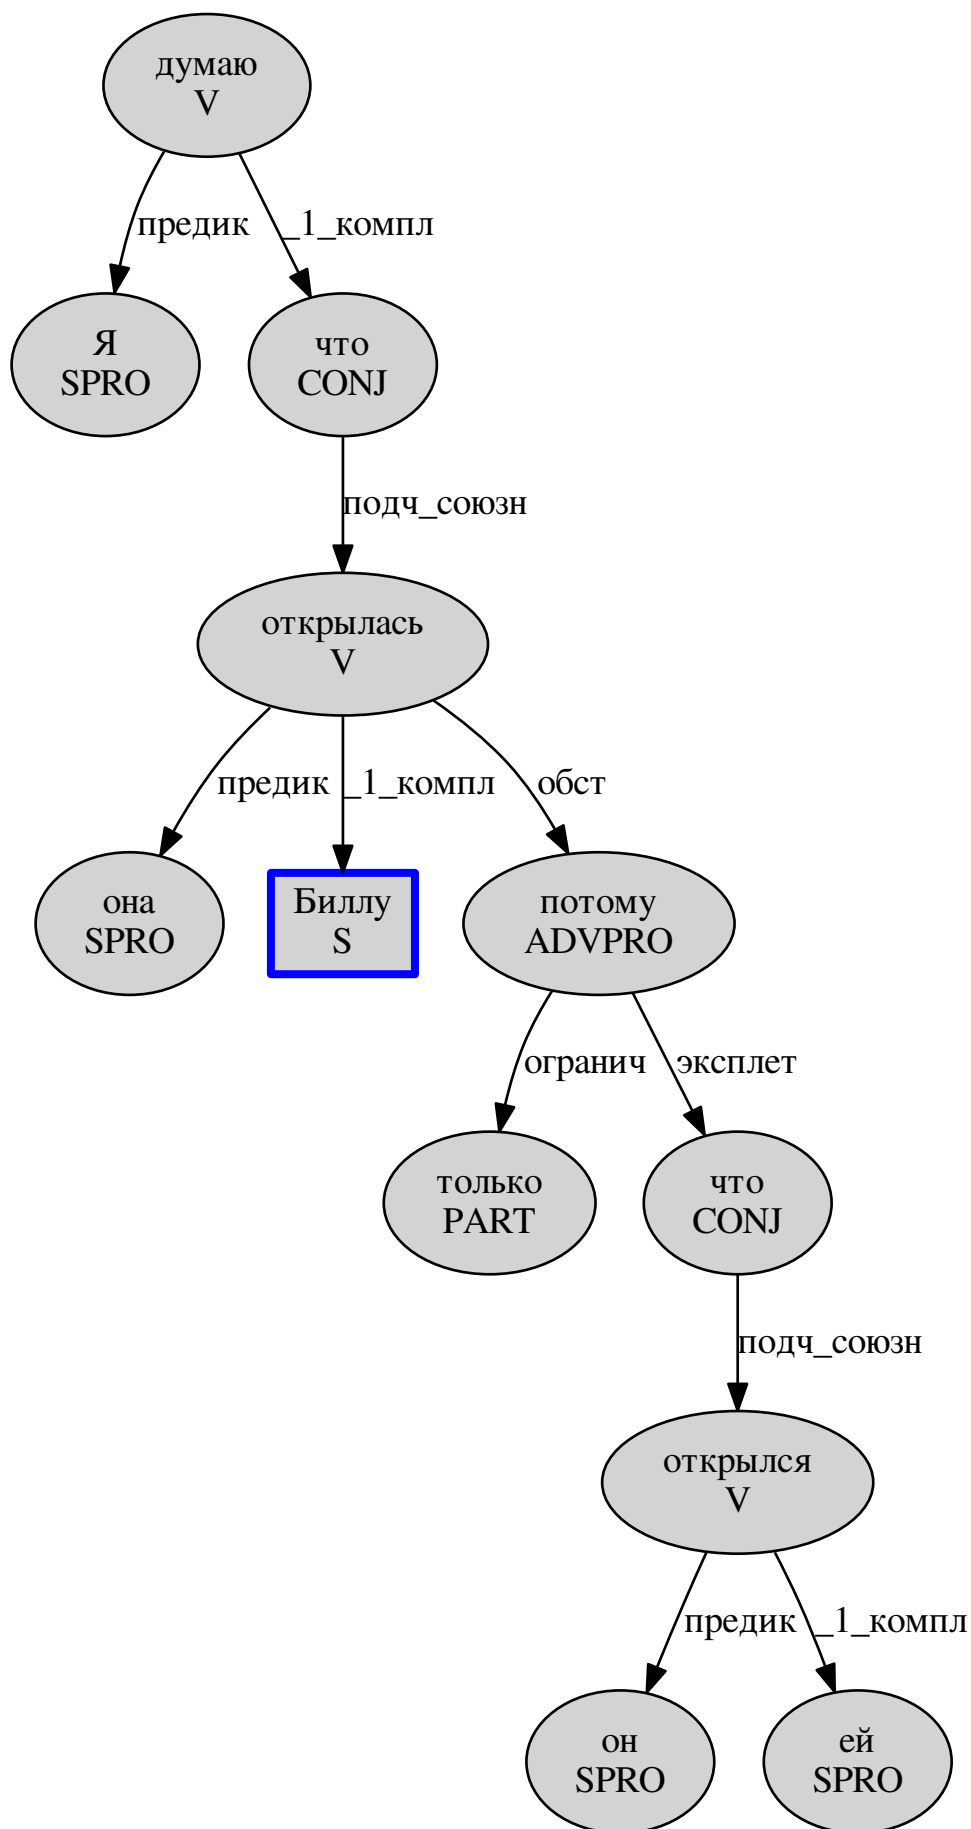 думаю
V
предик
_1_компл
Я
SPRO
что
CONJ
подч_союзн
открылась
V
предик
_1_компл
обст
она
SPRO
Биллу
S
потому
ADVPRO
огранич
эксплет
только
PART
что
CONJ
подч_союзн
открылся
V
предик
_1_компл
он
SPRO
ей
SPRO